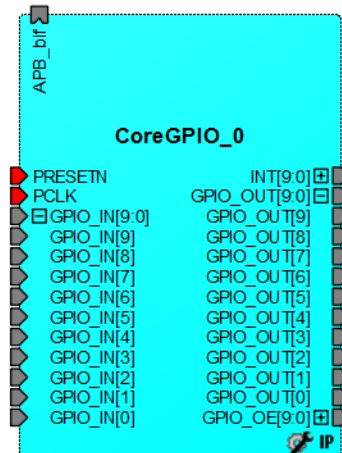 APB_bif
CoreGPIO_0
PRESETN INT[9:0]
PCLK GPIO_OUT[9:0]
GPIO_IN[9:0] GPIO_OUT[9]
GPIO_IN[9] GPIO_OUT[8]
GPIO_IN[8] GPIO_OUT[7]
GPIO_IN[7] GPIO_OUT[6]
GPIO_IN[6] GPIO_OUT[5]
GPIO_IN[5] GPIO_OUT[4]
GPIO_IN[4] GPIO_OUT[3]
GPIO_IN[3] GPIO_OUT[2]
GPIO_IN[2] GPIO_OUT[1]
GPIO_IN[1] GPIO_OUT[0]
GPIO_IN[0] GPIO_OE[9:0]
IP